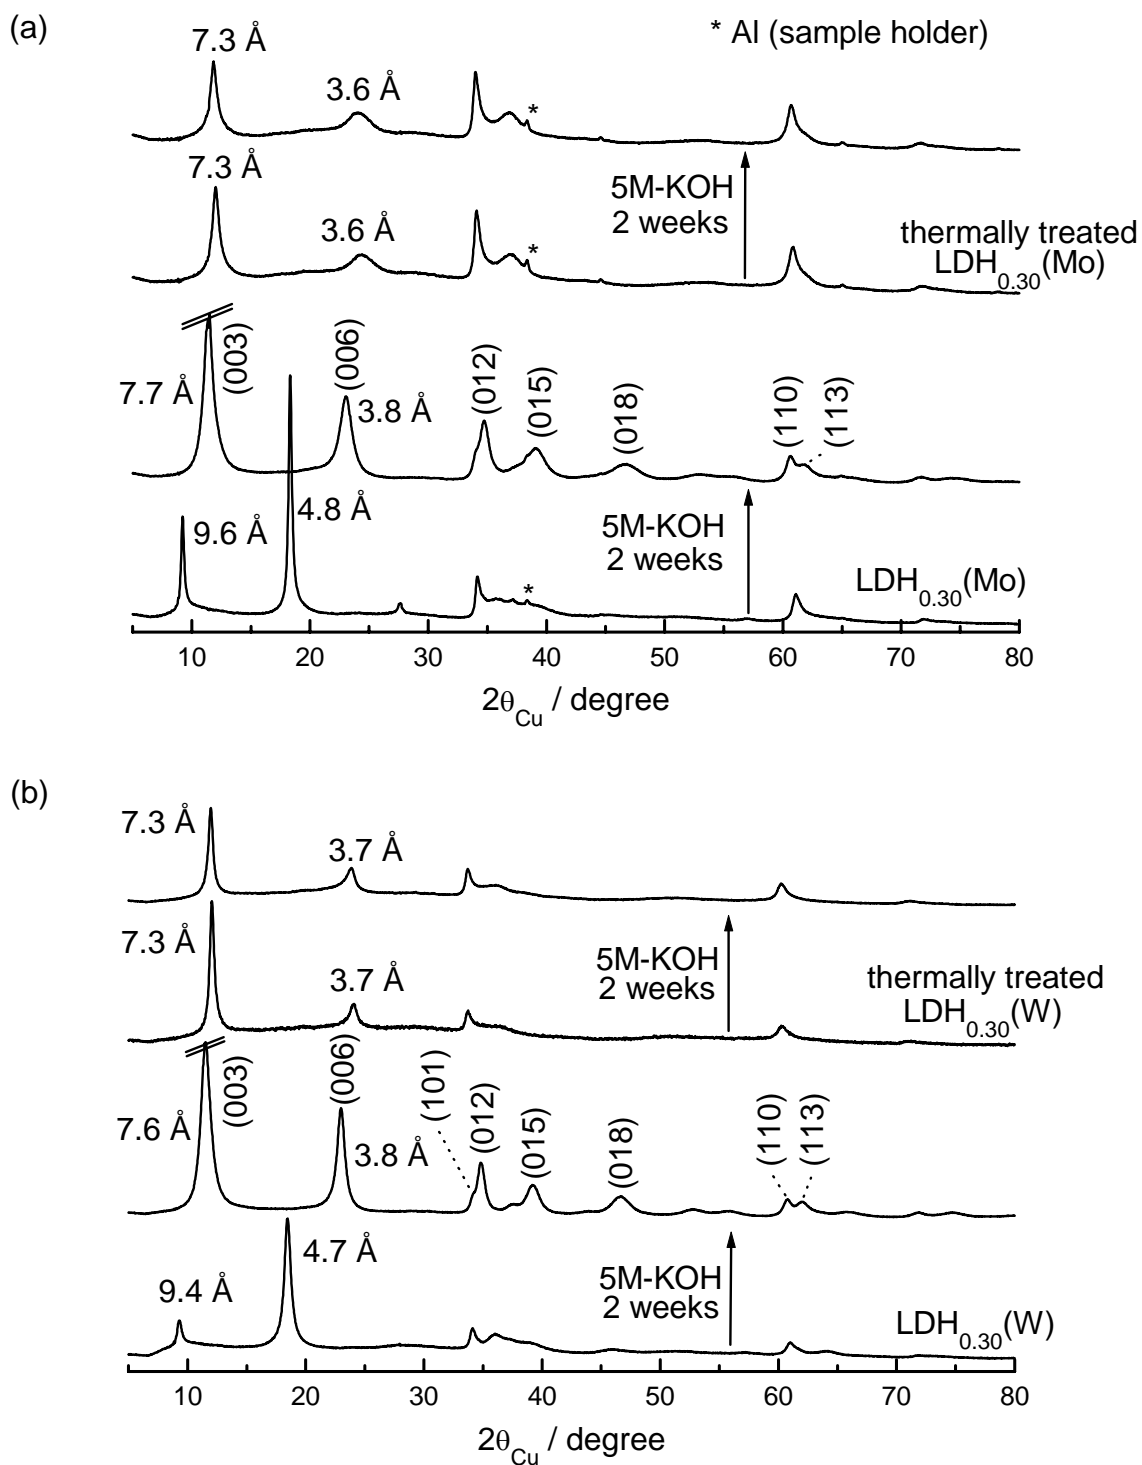 (a)
* Al (sample holder)
7.3 Å
3.6 Å
*
7.3 Å
3.6 Å
*
5M-KOH
2 weeks
thermally treated
LDH0.30(Mo)
7.7 Å
(003)
(006)
3.8 Å
(012)
(015)
(018)
(110)
(113)
9.6 Å
4.8 Å
*
5M-KOH
2 weeks
LDH0.30(Mo)
10 20 30 40 50 60 70 80
2θCu / degree
(b)
7.3 Å
3.7 Å
7.3 Å
3.7 Å
5M-KOH
2 weeks
thermally treated
LDH0.30(W)
7.6 Å
(003)
(006)
3.8 Å
(101)
(012)
(015)
(018)
(110)
(113)
9.4 Å
4.7 Å
5M-KOH
2 weeks
LDH0.30(W)
10 20 30 40 50 60 70 80
2θCu / degree